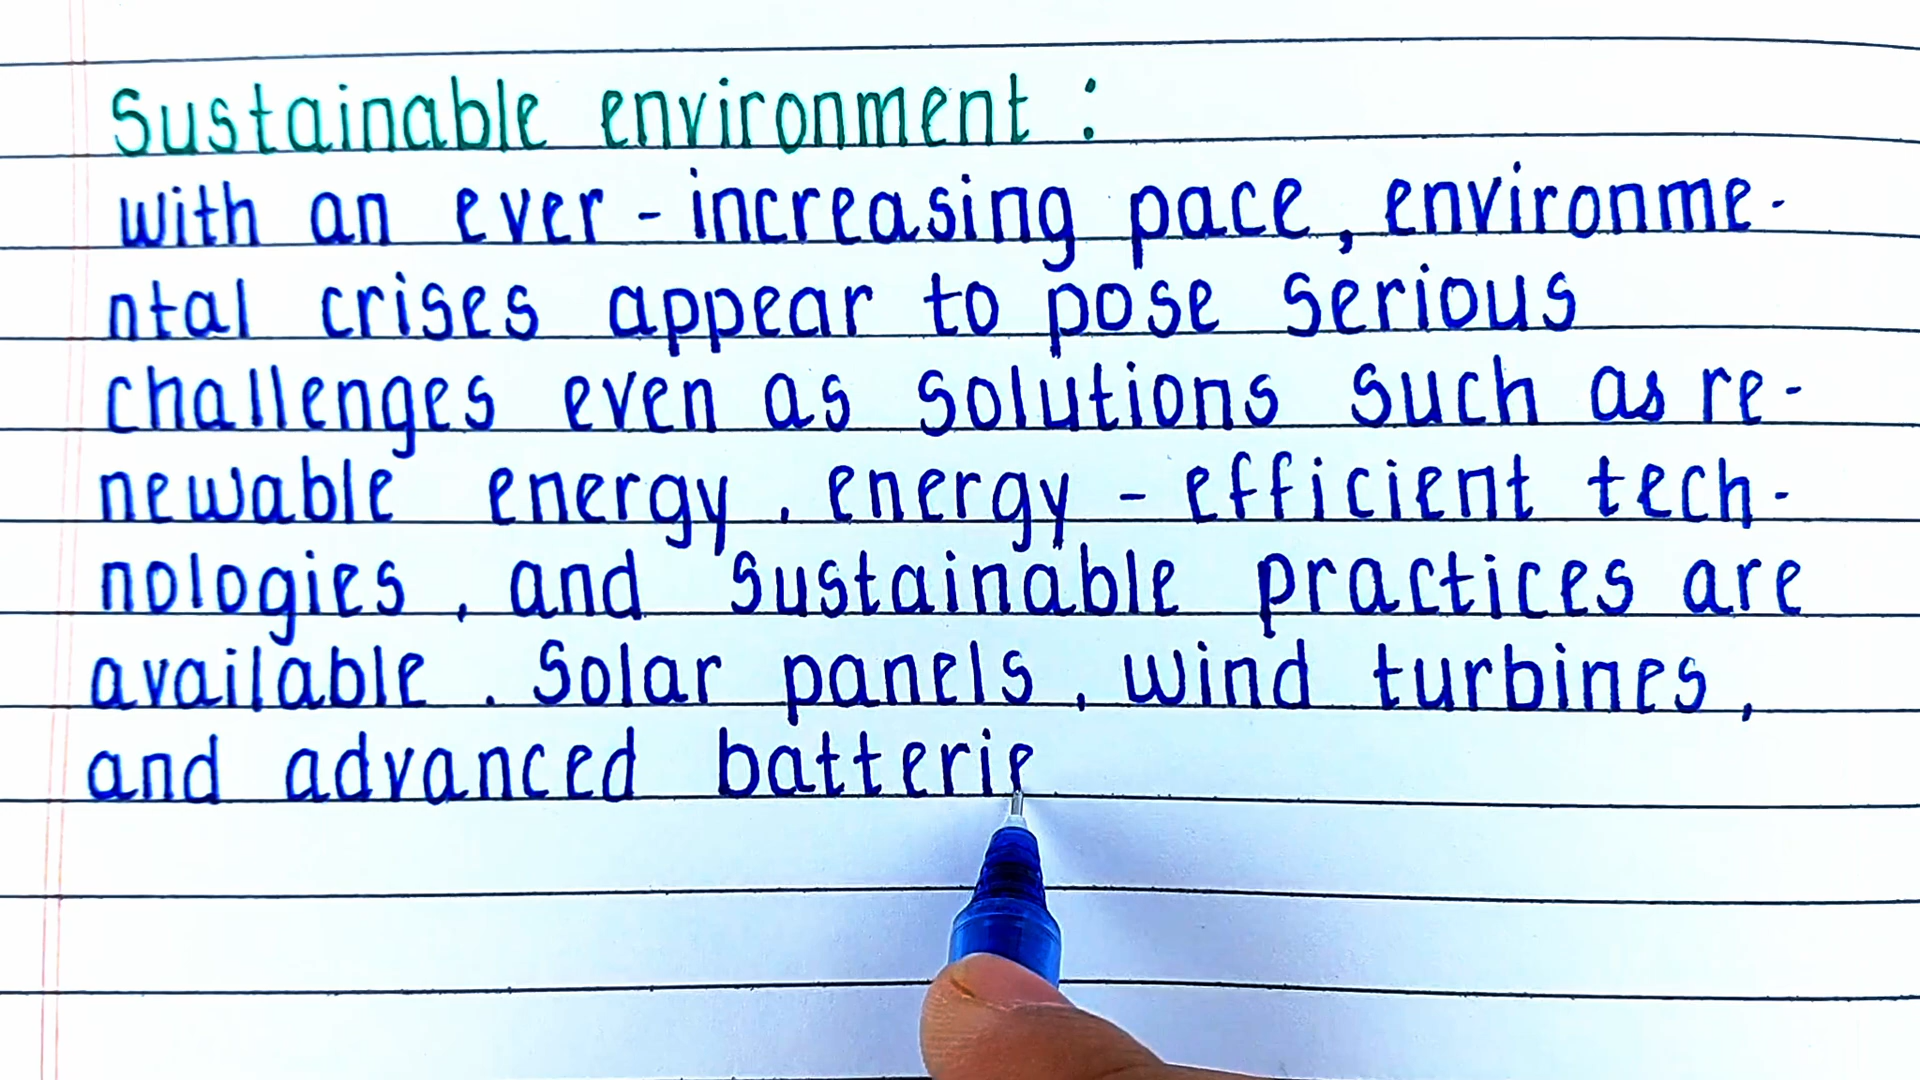 Sustainable environment :
with an ever - increasing pace, environme-
ntal crises appear to pose serious
challenges even as solutions such as re-
newable energy, energy - efficient tech-
nologies, and sustainable practices are
available. Solar panels, wind turbines,
and advanced batterie